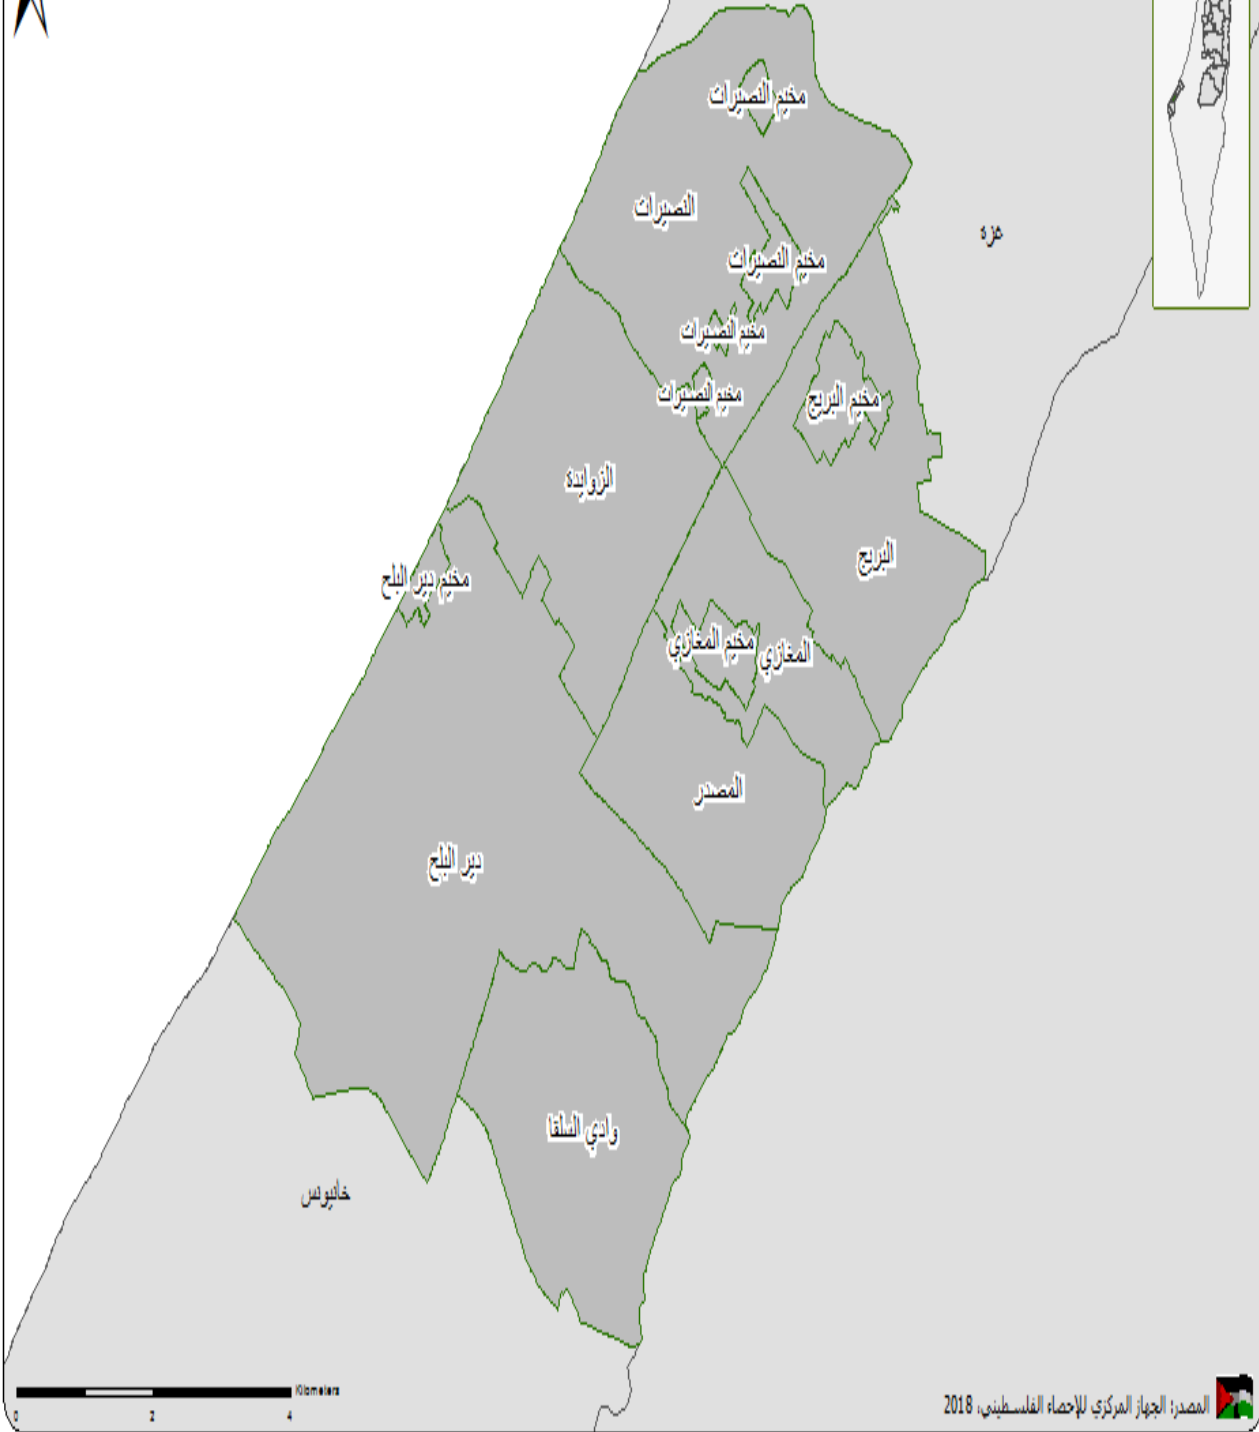 مخيم النصيرات
النصيرات
غزة
مخيم النصيرات
مخيم النصيرات
مخيم النصيرات
مخيم البريج
الزوايدة
البريج
مخيم دير البلح
مخيم المغازي
المغازي
المصدر
دير البلح
وادي السلقا
خانيونس
Kilometers
0 2 4
المصدر: الجهاز المركزي للإحصاء الفلسطيني، 2018